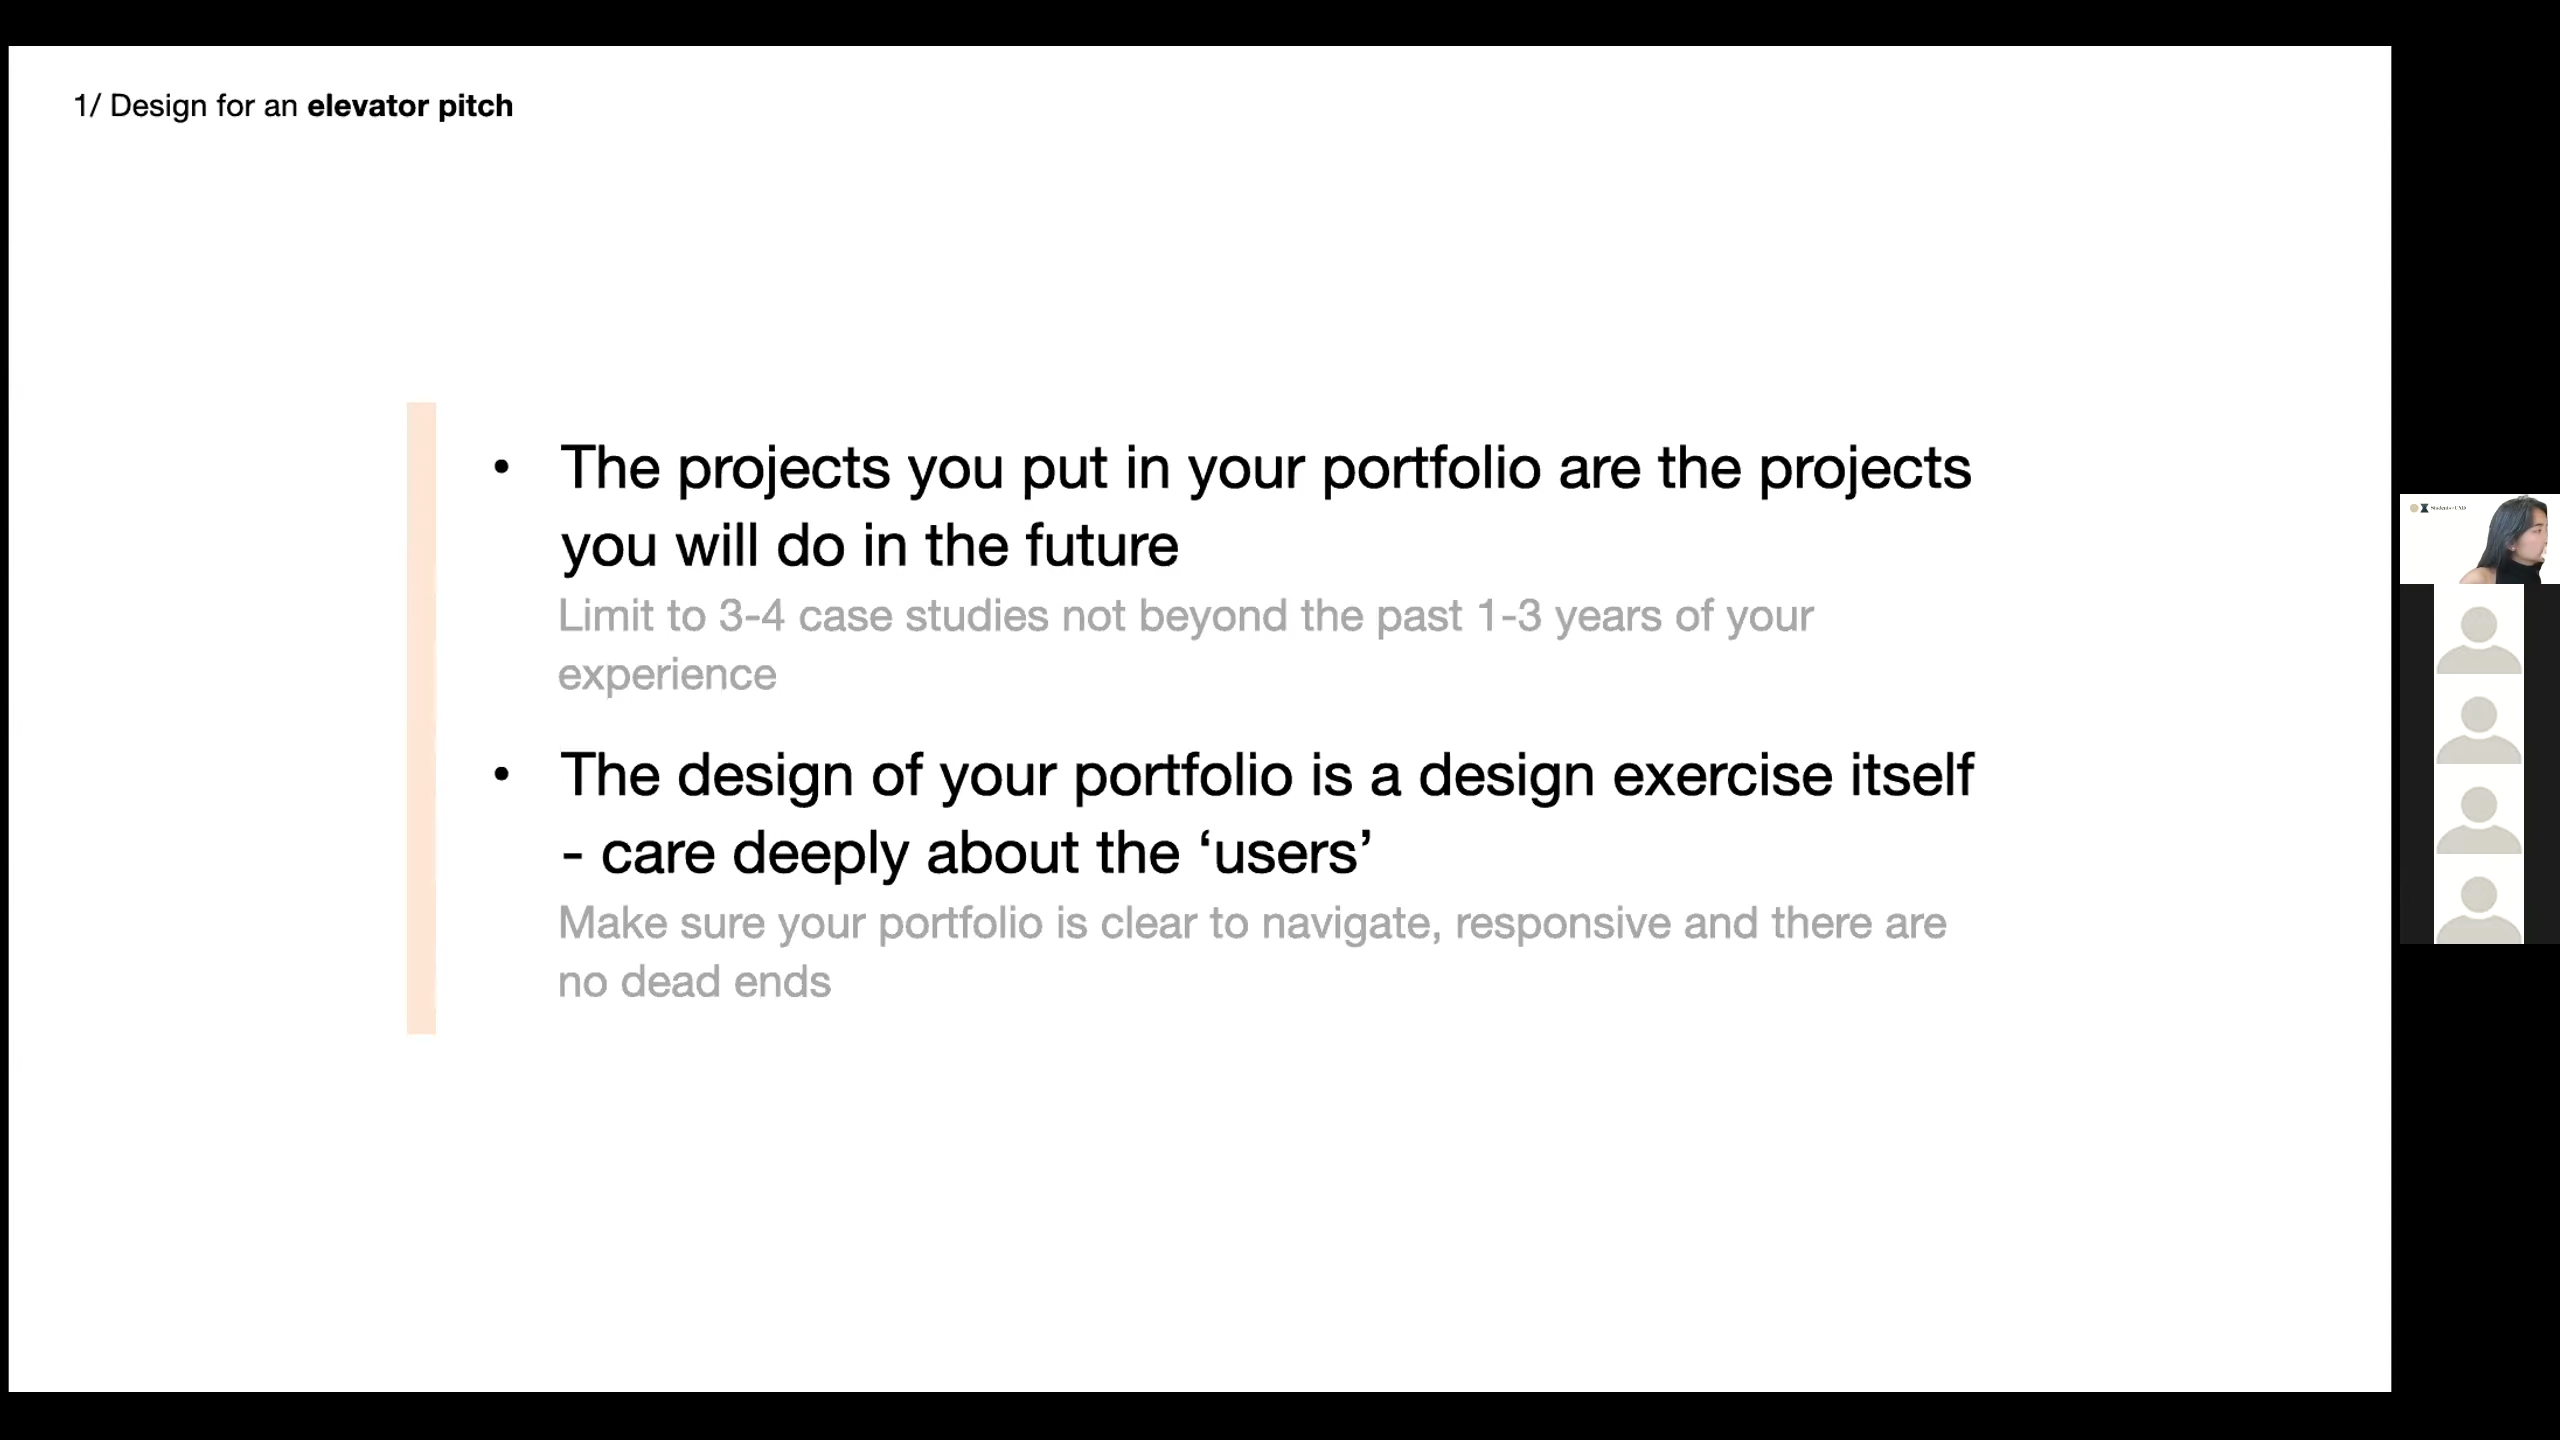 1/ Design for an elevator pitch
• The projects you put in your portfolio are the projects
you will do in the future
Limit to 3-4 case studies not beyond the past 1-3 years of your
experience
• The design of your portfolio is a design exercise itself
- care deeply about the ‘users’
Make sure your portfolio is clear to navigate, responsive and there are
no dead ends